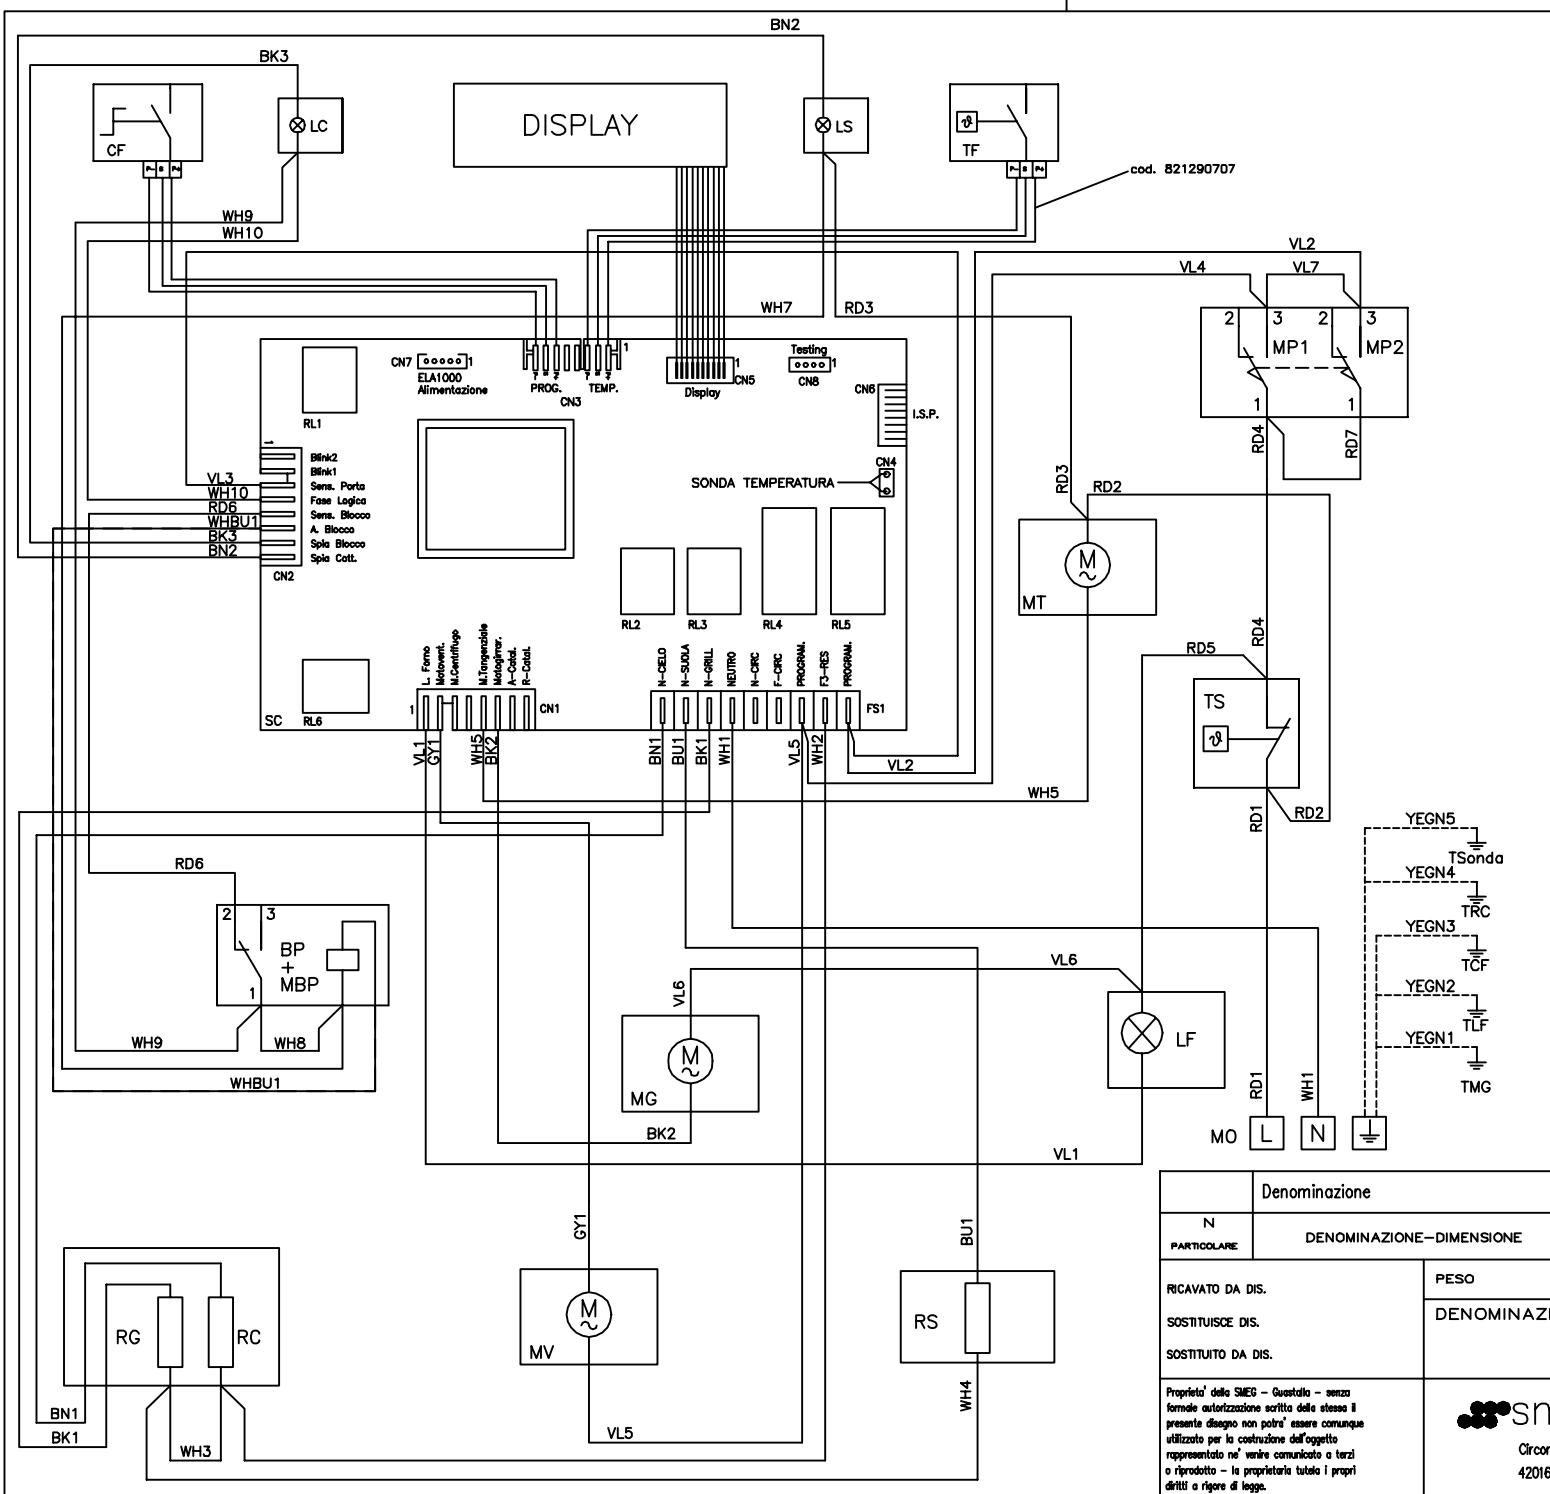 BN2
BK3
CF
LC
DISPLAY
LS
TF
cod. 821290707
WH9
WH10
VL2
VL4
VL7
WH7
RD3
2
3
2
3
MP1
MP2
1
1
CN7
1
ELA1000
Alimentazione
PROG.
TEMP.
1
CN3
1
CN5
Display
Testing
1
CN8
CN6
I.S.P.
RL1
RD4
RD7
1
Blink2
Blink1
VL3
Sens. Porta
WH10
Fase Logica
RD6
Sens. Blocco
WHBU1
A. Blocco
BK3
Spia Blocco
BN2
Spia Cott.
CN2
CN4
SONDA TEMPERATURA
RD3
RD2
M
MT
RL2
RL3
RL4
RL5
RD4
RD5
L. Forno
Motovent.
M.Centrifugo
M.Tangenziale
Motogirrar.
A-Catal.
R-Catal.
N-CIELO
N-SUOLA
N-GRILL
NEUTRO
N-CIRC
F-CIRC
PROGRAM.
F3-RES
PROGRAM.
SC
RL6
1
CN1
FS1
TS
VL1
GY1
WH5
BK2
BN1
BU1
BK1
WH1
VL5
WH2
VL2
WH5
RD1
RD2
YEGN5
TSonda
YEGN4
TRC
YEGN3
TCF
YEGN2
TLF
YEGN1
TMG
RD6
2
3
BP
+
MBP
1
WH9
WH8
WHBU1
VL6
VL6
M
MG
BK2
LF
VL1
RD1
WH1
MO
L
N
GY1
BU1
RG
RC
M
MV
RS
BN1
BK1
WH3
VL5
WH4
Denominazione
N
PARTICOLARE
DENOMINAZIONE-DIMENSIONE
RICAVATO DA DIS.
PESO
SOSTITUISCE DIS.
DENOMINAZI
SOSTITUITO DA DIS.
Proprieta' della SMEG - Guastalla - senza
formale autorizzazione scritta della stessa il
presente disegno non potra' essere comunque
utilizzato per la costruzione dell'oggetto
rappresentato ne' venire comunicato a terzi
o riprodotto - la proprietaria tutela i propri
diritti a rigore di legge.
sm
Circon
42016